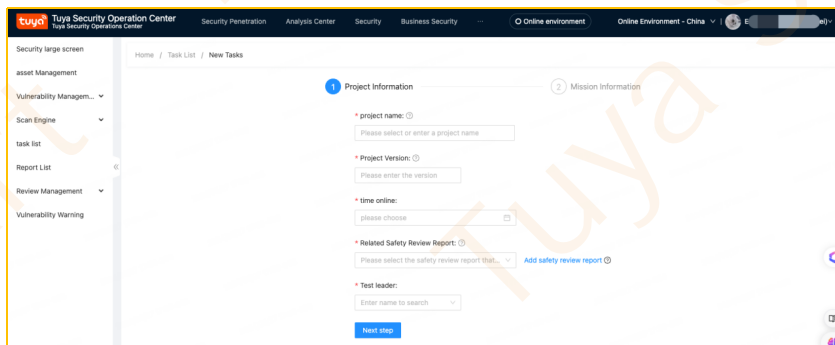 tuya Tuya Security Operation Center Security Penetration Analysis Center Security Business Security ··· Online environment Online Environment - China
Tuya Security Operations Center
Security large screen
Home / Task List / New Tasks
asset Management
1 Project Information 2 Mission Information
Vulnerability Managem...
* project name:
Scan Engine
Please select or enter a project name
task list
* Project Version:
Report List
Please enter the version
Review Management
* time online:
Vulnerability Warning
please choose
* Related Safety Review Report:
Please select the safety review report that... Add safety review report
* Test leader:
Enter name to search
Next step
Tuya